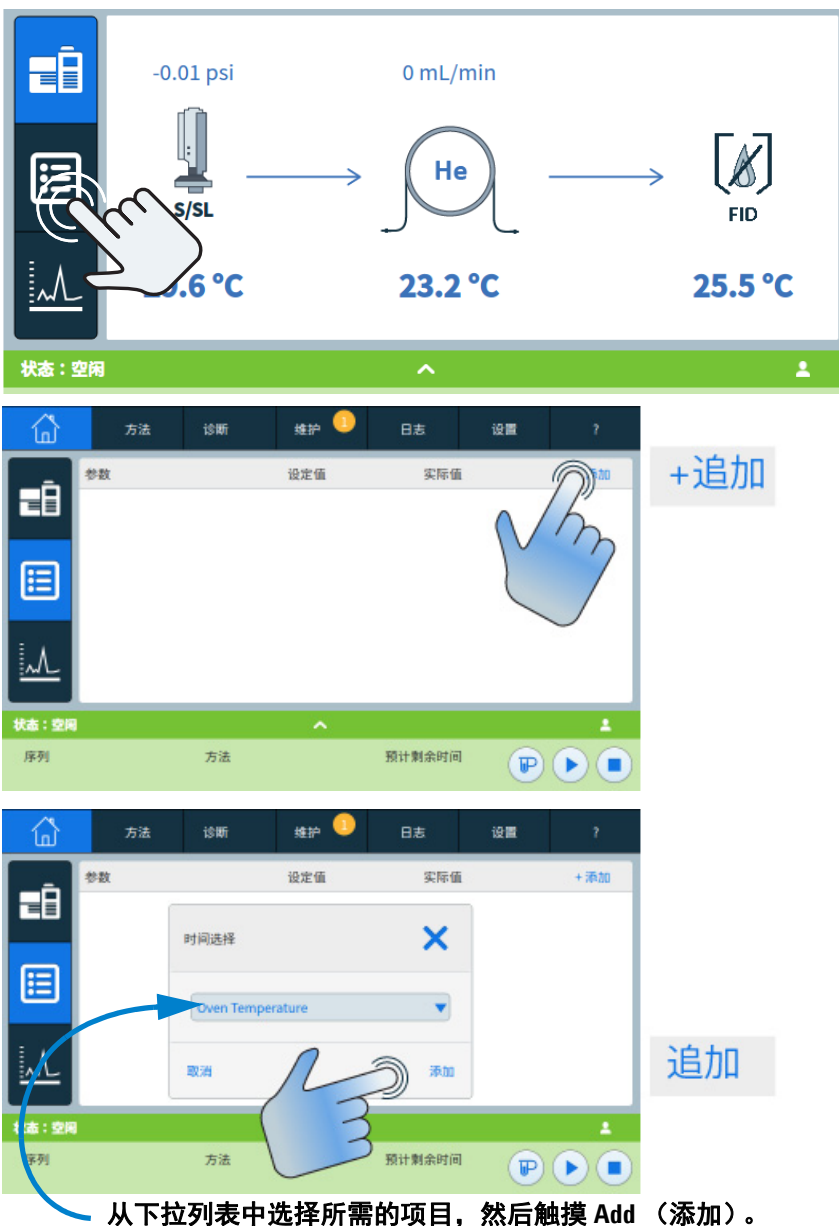 -0.01 psi
0 mL/min
He
S/SL
FID
.6 °C
23.2 °C
25.5 °C
状态：空闲
方法 诊断 维护 1 日志 设置 ?
参数 设定值 实际值 添加
+追加
状态：空闲
序列 方法 预计剩余时间
方法 诊断 维护 1 日志 设置 ?
参数 设定值 实际值 +添加
时间选择
Oven Temperature
取消 添加
追加
状态：空闲
序列 方法 预计剩余时间
从下拉列表中选择所需的项目，然后触摸 Add （添加）。